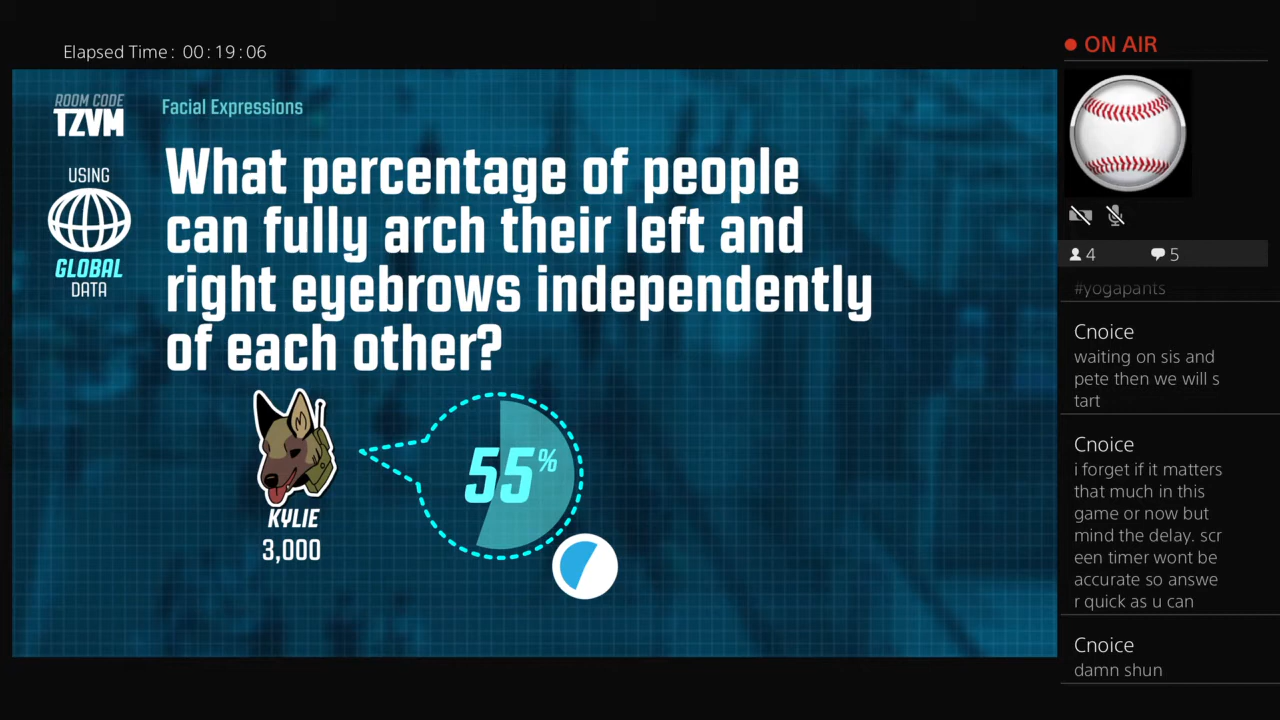 Elapsed Time: 00:19:06
ROOM CODE
TZVM
USING
GLOBAL
DATA
Facial Expressions
What percentage of people
can fully arch their left and
right eyebrows independently
of each other?
55%
KYLIE
3,000
ON AIR
4
5
#yogapants
Cnoice
waiting on sis and
pete then we will s
tart
Cnoice
i forget if it matters
that much in this
game or now but
mind the delay. scr
een timer wont be
accurate so answe
r quick as u can
Cnoice
damn shun